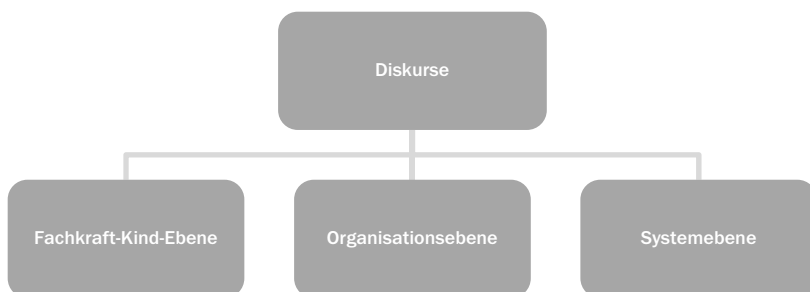 Diskurse
Fachkraft-Kind-Ebene
Organisationsebene
Systemebene